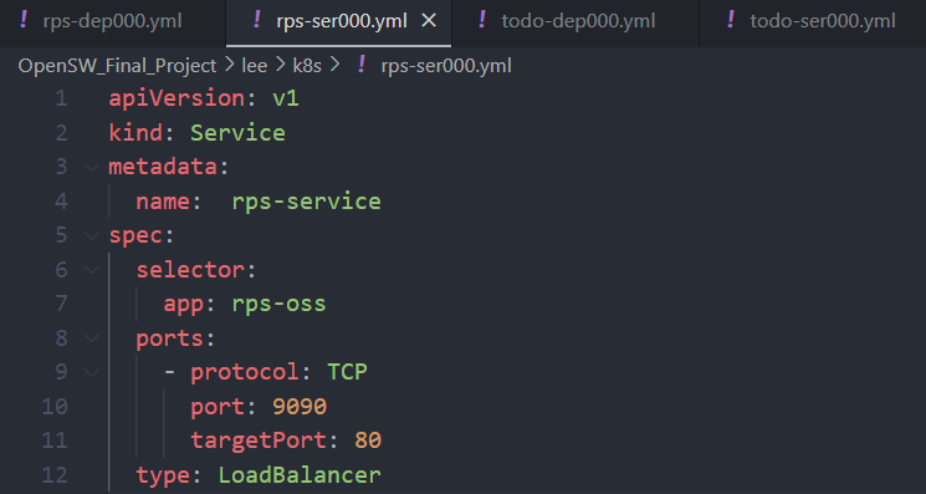 ! rps-dep000.yml ! rps-ser000.yml × ! todo-dep000.yml ! todo-ser000.yml
OpenSW_Final_Project > lee > k8s > ! rps-ser000.yml
1 apiVersion: v1
2 kind: Service
3 metadata:
4   name:  rps-service
5 spec:
6   selector:
7     app: rps-oss
8   ports:
9     - protocol: TCP
10       port: 9090
11       targetPort: 80
12   type: LoadBalancer